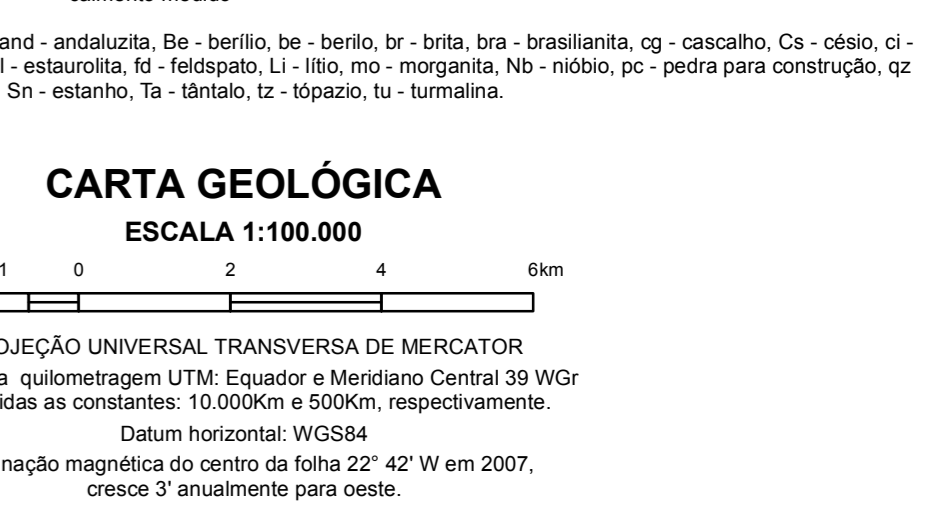 and - andaluzita, Be - berílio, be - berilo, br - brita, bra - brasilianita, cg - cascalho, Cs - césio, ci -
l - estaurolita, fd - feldspato, Li - lítio, mo - morganita, Nb - nióbio, pc - pedra para construção, qz
Sn - estanho, Ta - tântalo, tz - tópazio, tu - turmalina.
CARTA GEOLÓGICA
ESCALA 1:100.000
1 0 2 4 6km
OJEÇÃO UNIVERSAL TRANSVERSA DE MERCATOR
a quilometragem UTM: Equador e Meridiano Central 39 WGr
idas as constantes: 10.000Km e 500Km, respectivamente.
Datum horizontal: WGS84
nação magnética do centro da folha 22° 42' W em 2007,
cresce 3' anualmente para oeste.